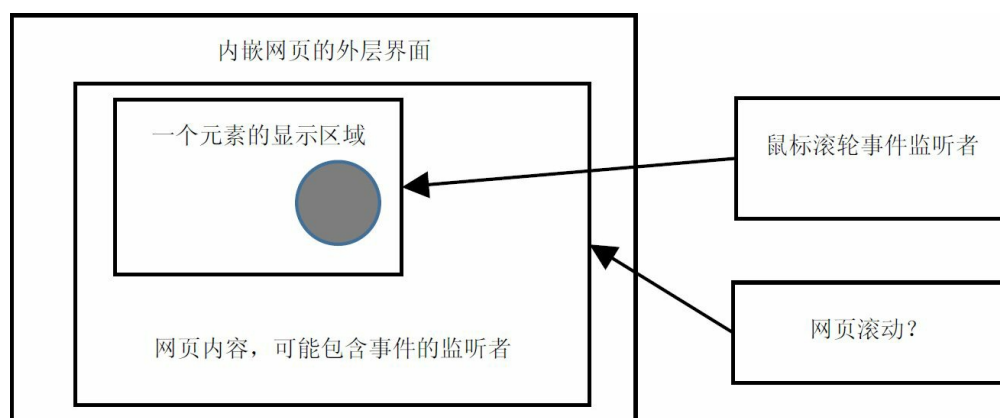 内嵌网页的外层界面
一个元素的显示区域
鼠标滚轮事件监听者
网页滚动?
网页内容，可能包含事件的监听者